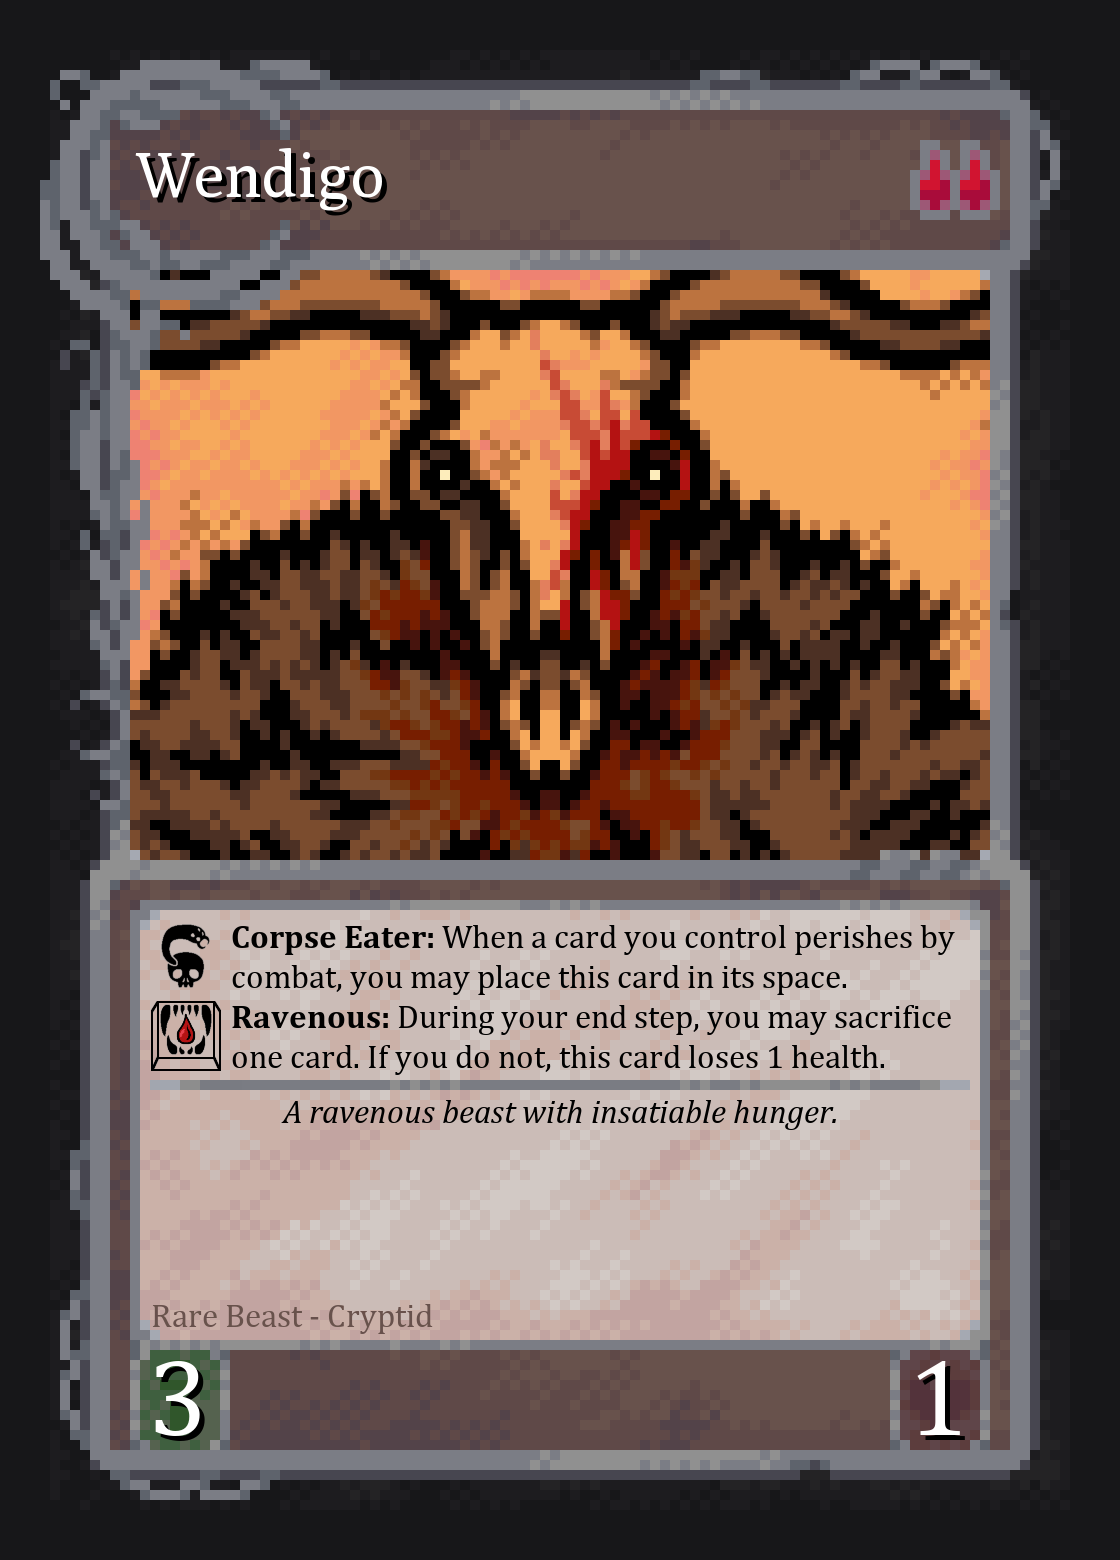 Wendigo
Corpse Eater: When a card you control perishes by
combat, you may place this card in its space.
Ravenous: During your end step, you may sacrifice
one card. If you do not, this card loses 1 health.
A ravenous beast with insatiable hunger.
Rare Beast - Cryptid
3 1